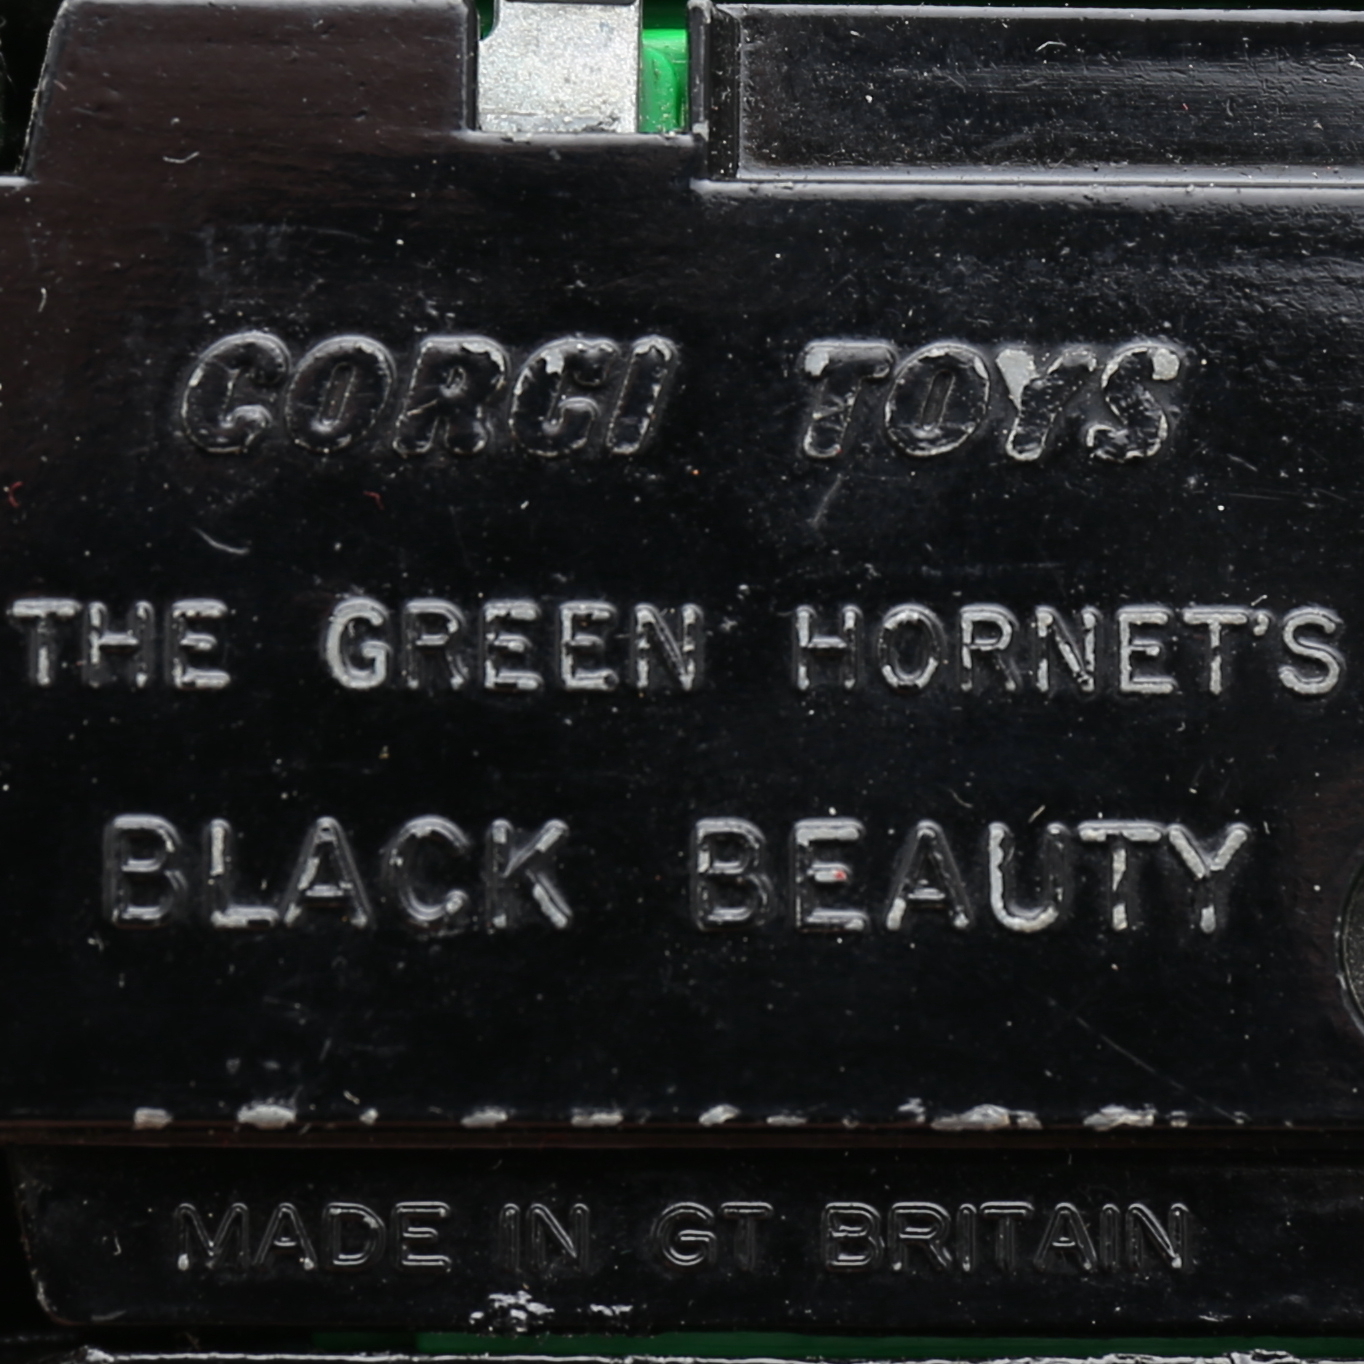 CORGI TOYS
THE GREEN HORNET'S
BLACK BEAUTY
MADE IN GT BRITAIN